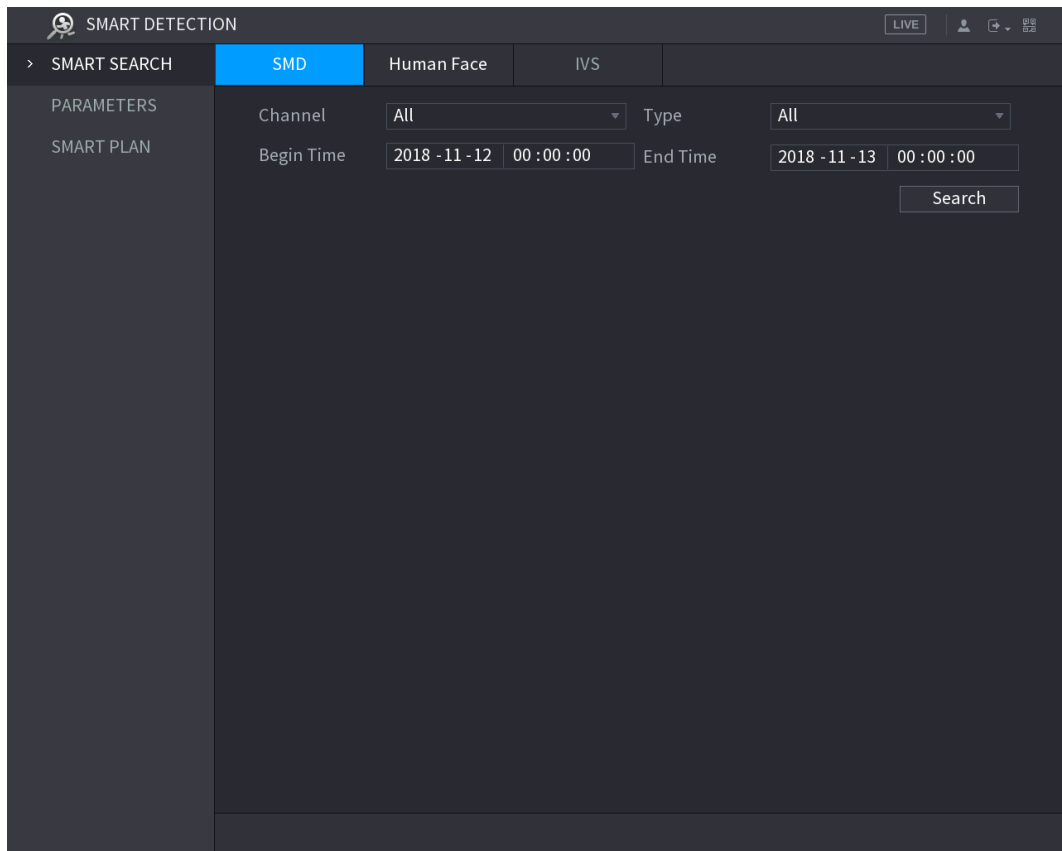 SMART DETECTION LIVE
SMART SEARCH SMD Human Face IVS
PARAMETERS
SMART PLAN
Channel All Type All
Begin Time 2018 -11 -12 00 :00 :00 End Time 2018 -11 -13 00 :00 :00
Search